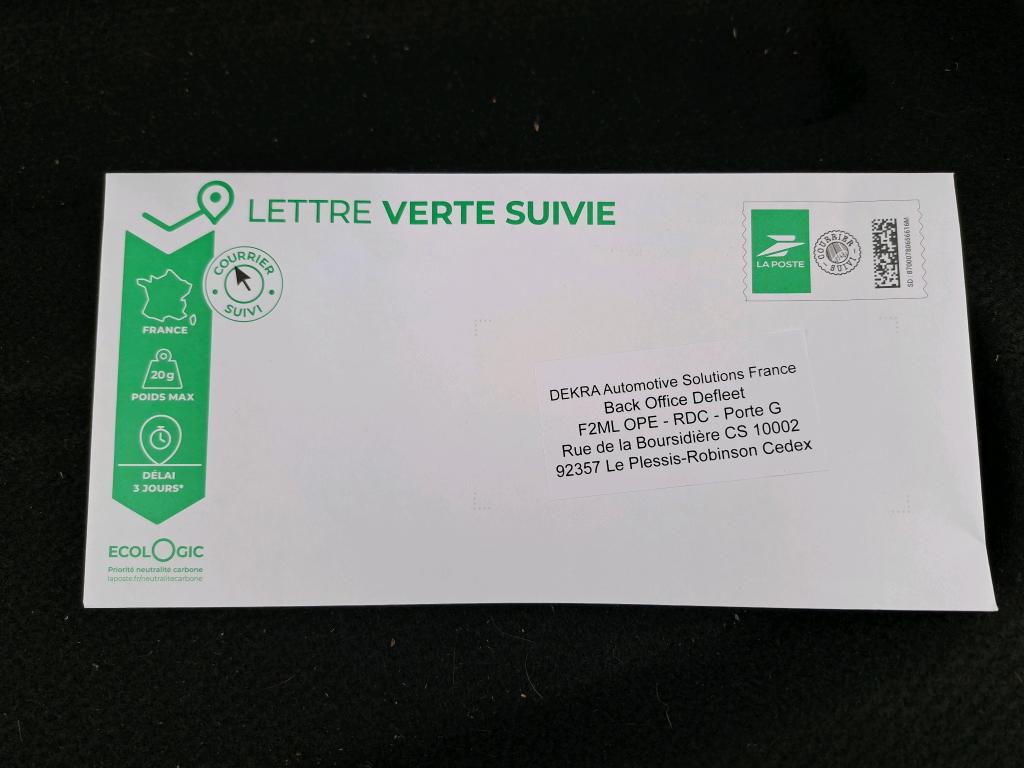 LETTRE VERTE SUIVIE
COURRIER
SUIVI
FRANCE
20g
POIDS MAX
DÉLAI
3 JOURS*
ECOLOGIC
Priorité neutralité carbone
laposte.fr/neutralitecarbone
LA POSTE
COURRIER
SUIVI
DEKRA Automotive Solutions France
Back Office Defleet
F2ML OPE - RDC - Porte G
Rue de la Boursidière CS 10002
92357 Le Plessis-Robinson Cedex